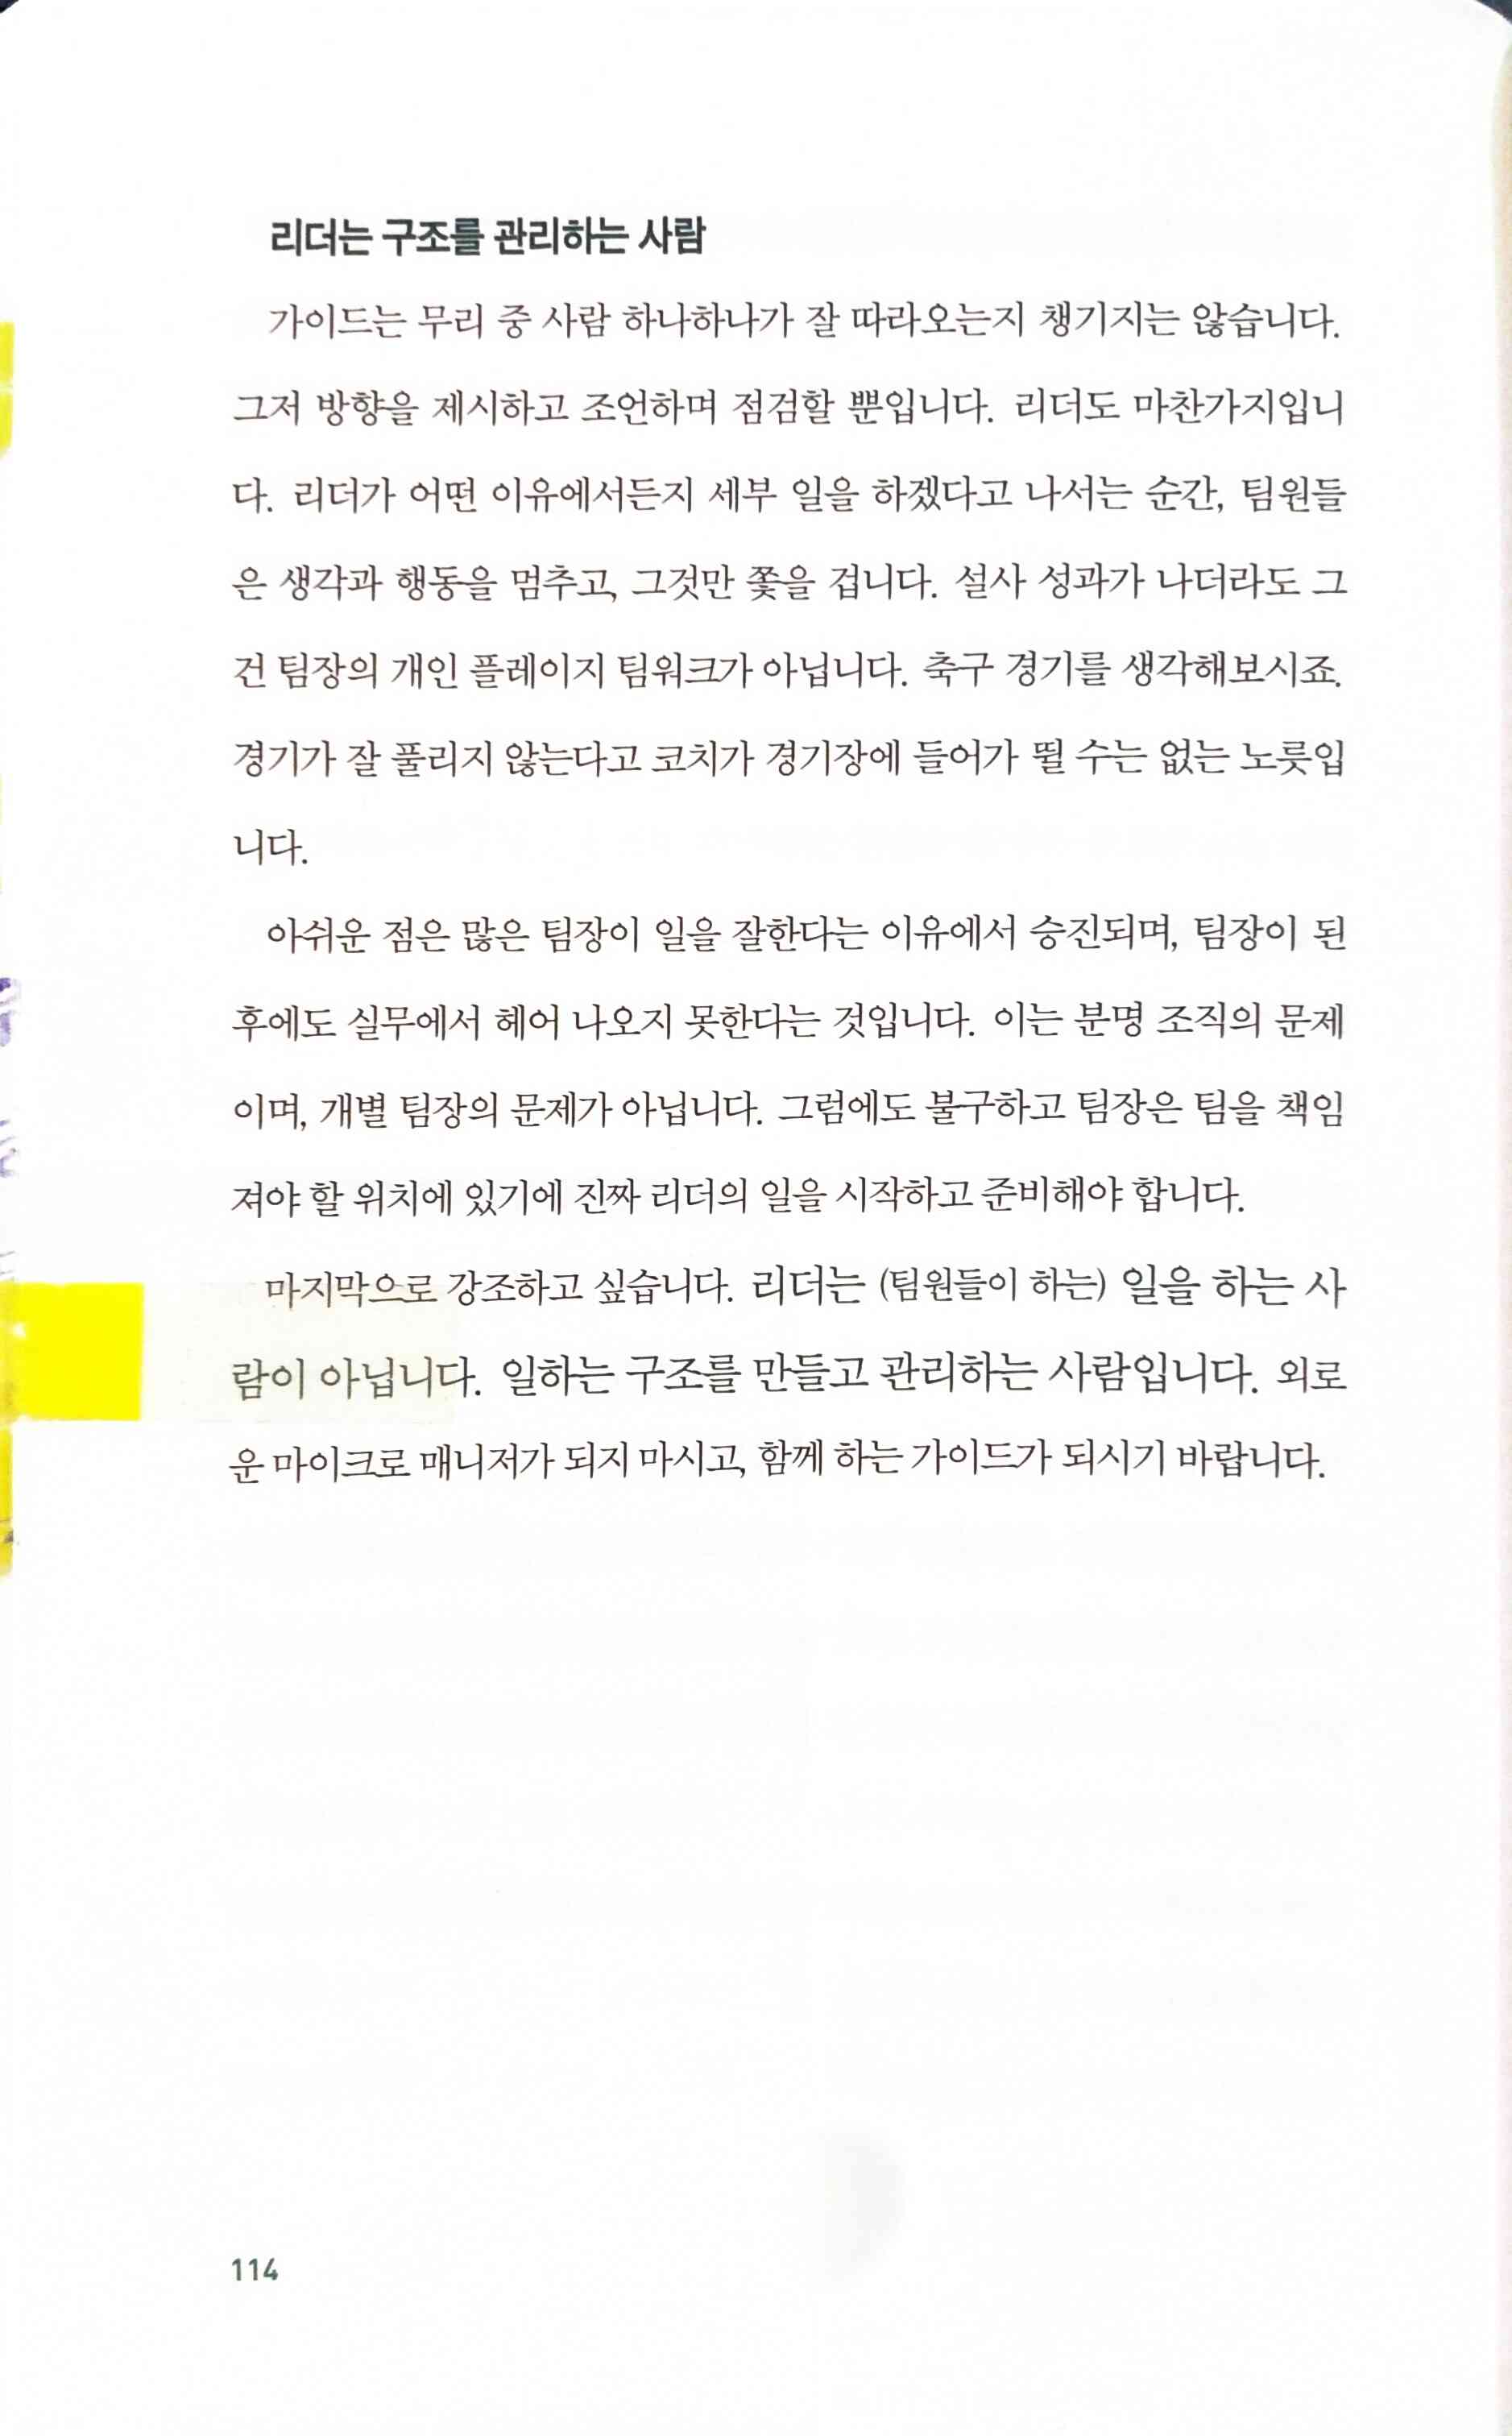 리더는 구조를 관리하는 사람
가이드는 무리 중 사람 하나하나가 잘 따라오는지 챙기지는 않습니다.
그저 방향을 제시하고 조언하며 점검할 뿐입니다. 리더도 마찬가지입니
다. 리더가 어떤 이유에서든지 세부 일을 하겠다고 나서는 순간, 팀원들
은 생각과 행동을 멈추고, 그것만 쫓을 겁니다. 설사 성과가 나더라도 그
건 팀장의 개인 플레이지 팀워크가 아닙니다. 축구 경기를 생각해보시죠.
경기가 잘 풀리지 않는다고 코치가 경기장에 들어가 뛸 수는 없는 노릇입
니다.
아쉬운 점은 많은 팀장이 일을 잘한다는 이유에서 승진되며, 팀장이 된
후에도 실무에서 헤어 나오지 못한다는 것입니다. 이는 분명 조직의 문제
이며, 개별 팀장의 문제가 아닙니다. 그럼에도 불구하고 팀장은 팀을 책임
져야 할 위치에 있기에 진짜 리더의 일을 시작하고 준비해야 합니다.
마지막으로 강조하고 싶습니다. 리더는 (팀원들이 하는) 일을 하는 사
람이 아닙니다. 일하는 구조를 만들고 관리하는 사람입니다. 외로
운 마이크로 매니저가 되지 마시고, 함께 하는 가이드가 되시기 바랍니다.
114